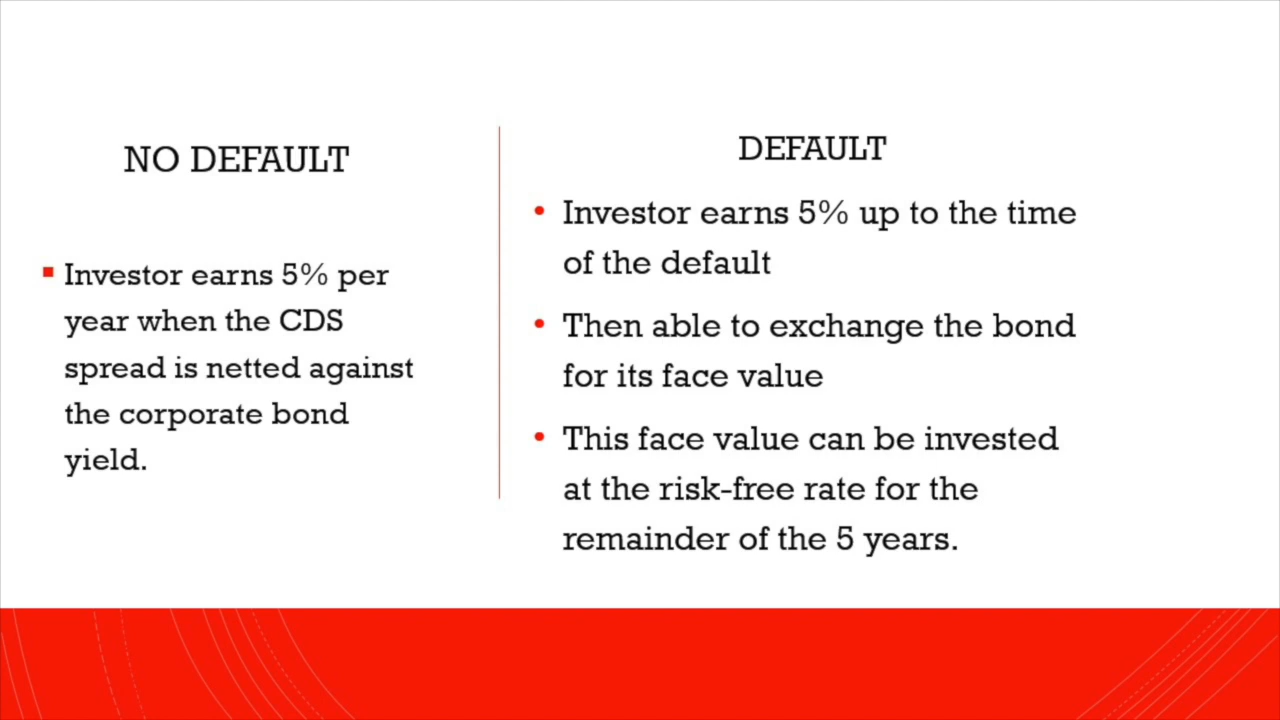 NO DEFAULT
▪ Investor earns 5% per
year when the CDS
spread is netted against
the corporate bond
yield.
DEFAULT
• Investor earns 5% up to the time
of the default
• Then able to exchange the bond
for its face value
• This face value can be invested
at the risk-free rate for the
remainder of the 5 years.